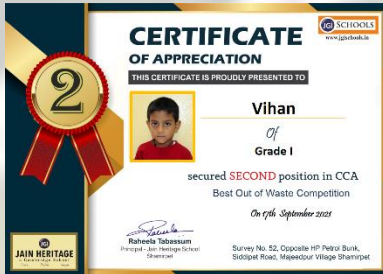 CERTIFICATE
OF APPRECIATION
JGI SCHOOLS
www.jgischools.in
THIS CERTIFICATE IS PROUDLY PRESENTED TO
2
Vihan
Of
Grade I
secured SECOND position in CCA
Best Out of Waste Competition
On 17th September 2021
Raheela Tabassum
Principal - Jain Heritage School
Shamirpet
Survey No. 52, Opposite HP Petrol Bunk,
Siddipet Road, Majeedpur Village Shamirpet
JGI
JAIN HERITAGE